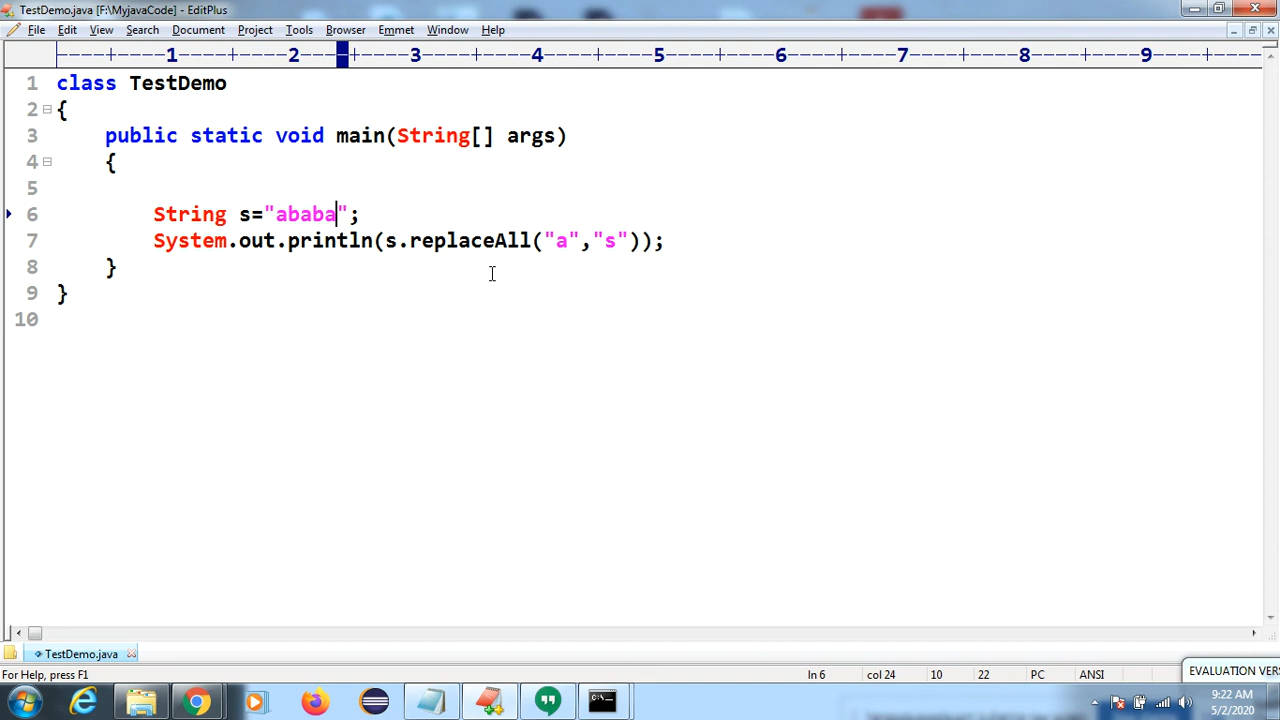 TestDemo.java [F:\MyjavaCode] - EditPlus
File Edit View Search Document Project Tools Browser Emmet Window Help
----+----1----+----2----+----3----+----4----+----5----+----6----+----7----+----8----+----9----+--
1 class TestDemo
2 {
3 public static void main(String[] args)
4 {
5
6 String s="ababa";
7 System.out.println(s.replaceAll("a","s"));
8 }
9 }
10
TestDemo.java
For Help, press F1 ln 6 col 24 10 22 PC ANSI EVALUATION VERS
9:22 AM
5/2/2020